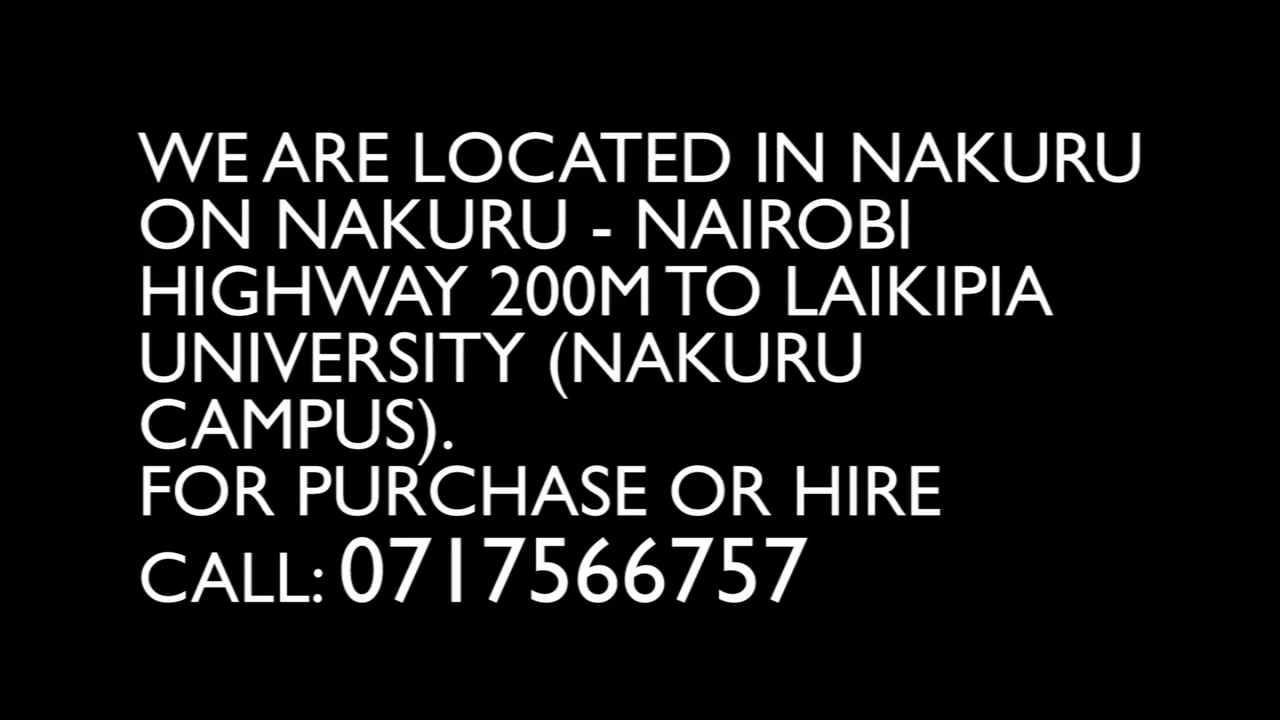 WE ARE LOCATED IN NAKURU
ON NAKURU - NAIROBI
HIGHWAY 200M TO LAIKIPIA
UNIVERSITY (NAKURU
CAMPUS).
FOR PURCHASE OR HIRE
CALL: 0717566757